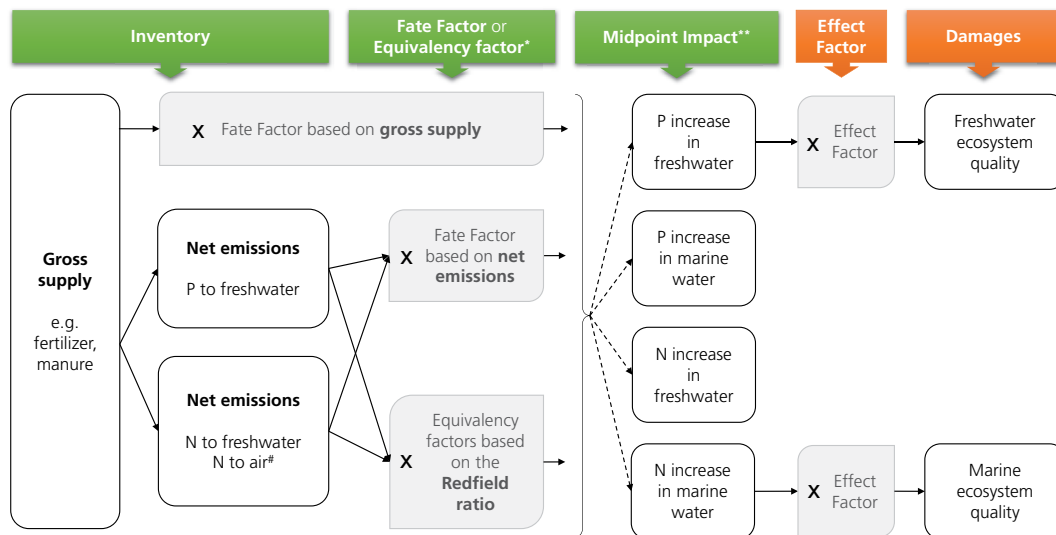 Inventory
Fate Factor or
Equivalency factor*
Midpoint Impact**
Effect
Factor
Damages
Gross
supply
e.g.
fertilizer,
manure
X Fate Factor based on gross supply
Net emissions
P to freshwater
Net emissions
N to freshwater
N to air#
X
Fate Factor
based on net
emissions
X
Equivalency
factors based
on the
Redfield
ratio
P increase
in
freshwater
P increase
in marine
water
N increase
in
freshwater
N increase
in marine
water
X
Effect
Factor
X
Effect
Factor
Freshwater
ecosystem
quality
Marine
ecosystem
quality